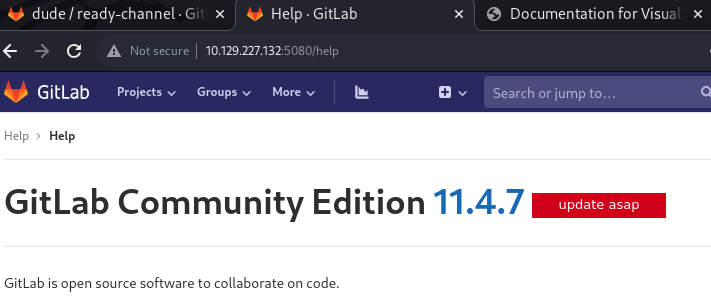 dude / ready-channel · Git
Help · GitLab
Documentation for Visual
Not secure
10.129.227.132:5080/help
GitLab Projects Groups More Search or jump to…
Help > Help
GitLab Community Edition 11.4.7 update asap
GitLab is open source software to collaborate on code.